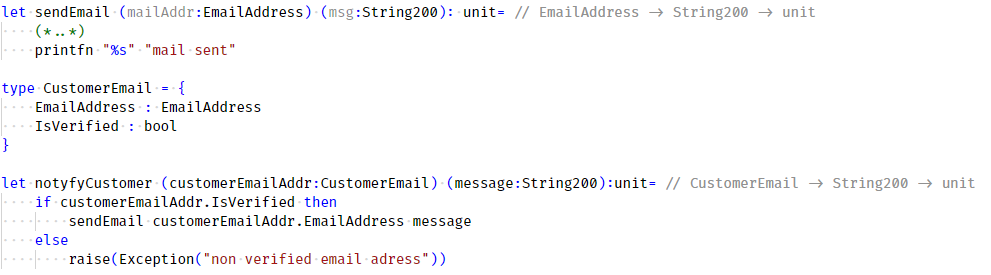 let sendEmail (mailAddr:EmailAddress) (msg:String200): unit= // EmailAddress -> String200 -> unit
    (*..*)
    printfn "%s" "mail sent"

type CustomerEmail = {
    EmailAddress : EmailAddress
    IsVerified : bool
}

let notyfyCustomer (customerEmailAddr:CustomerEmail) (message:String200):unit= // CustomerEmail -> String200 -> unit
    if customerEmailAddr.IsVerified then
        sendEmail customerEmailAddr.EmailAddress message
    else
        raise(Exception("non verified email adress"))